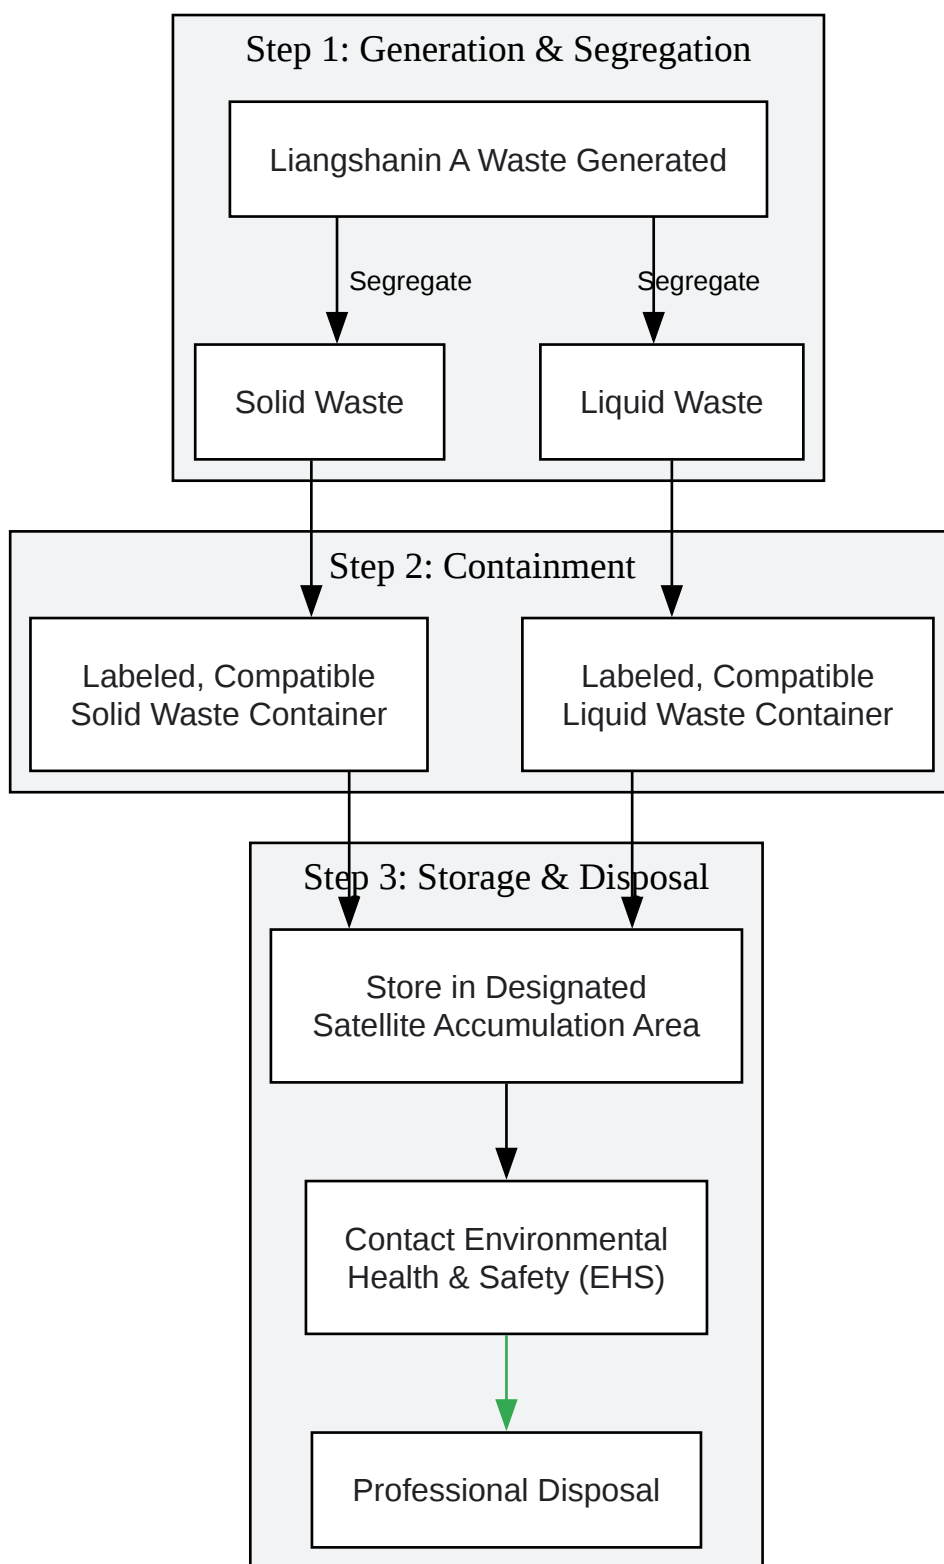 Step 1: Generation & Segregation
Liangshanin A Waste Generated
Segregate
Segregate
Solid Waste
Liquid Waste
Step 2: Containment
Labeled, Compatible
Solid Waste Container
Labeled, Compatible
Liquid Waste Container
Step 3: Storage & Disposal
Store in Designated
Satellite Accumulation Area
Contact Environmental
Health & Safety (EHS)
Professional Disposal